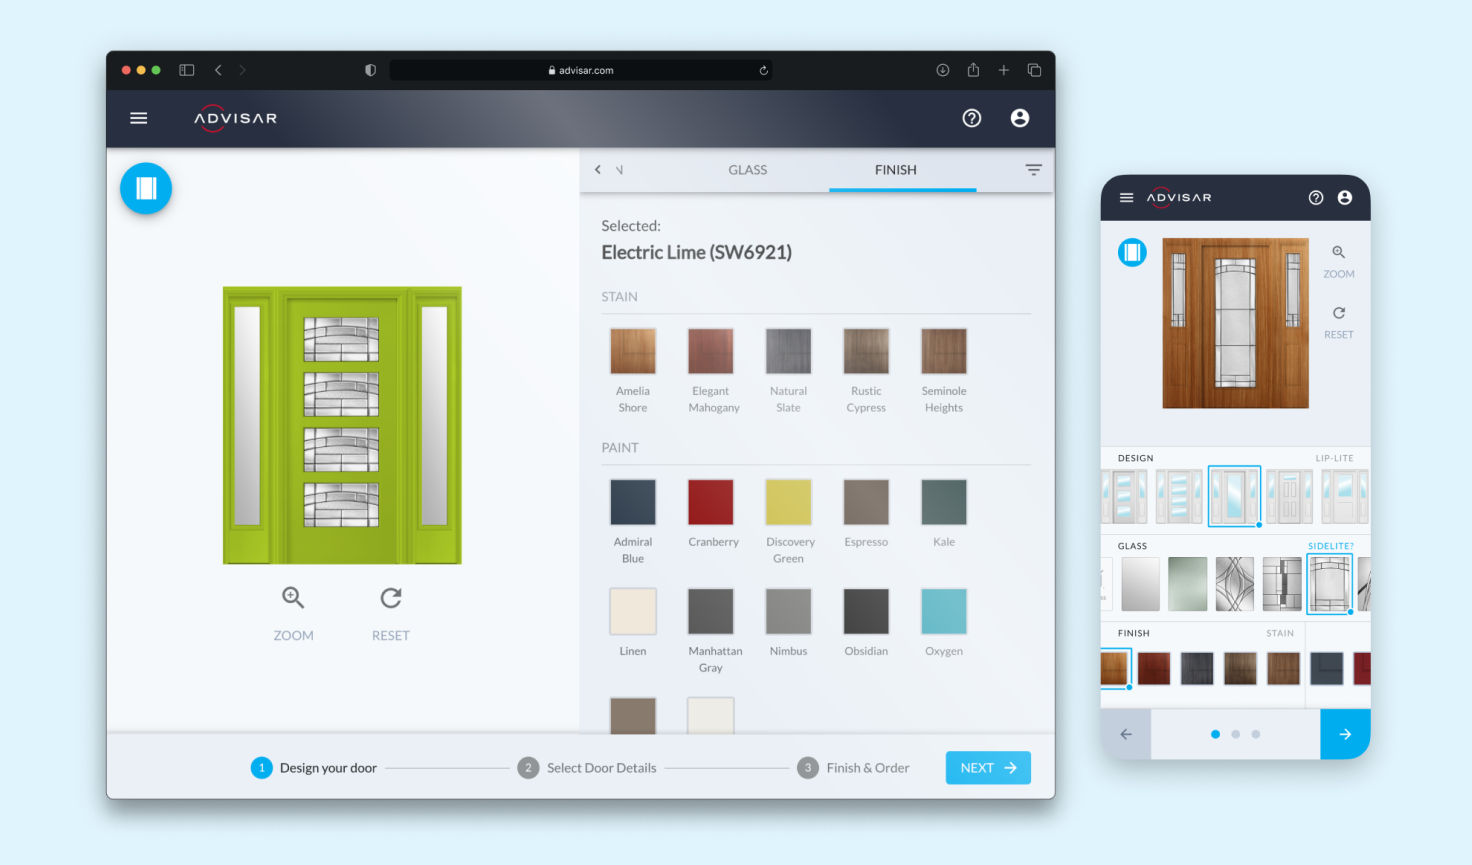 advisar.com
ADVISAR
GLASS
FINISH
Selected:
Electric Lime (SW6921)
STAIN
Amelia Shore
Elegant Mahogany
Natural Slate
Rustic Cypress
Seminole Heights
PAINT
Admiral Blue
Cranberry
Discovery Green
Espresso
Kale
Linen
Manhattan Gray
Nimbus
Obsidian
Oxygen
ZOOM
RESET
1 Design your door
2 Select Door Details
3 Finish & Order
NEXT
ADVISAR
ZOOM
RESET
DESIGN
LIP-LITE
GLASS
SIDELITE?
FINISH
STAIN